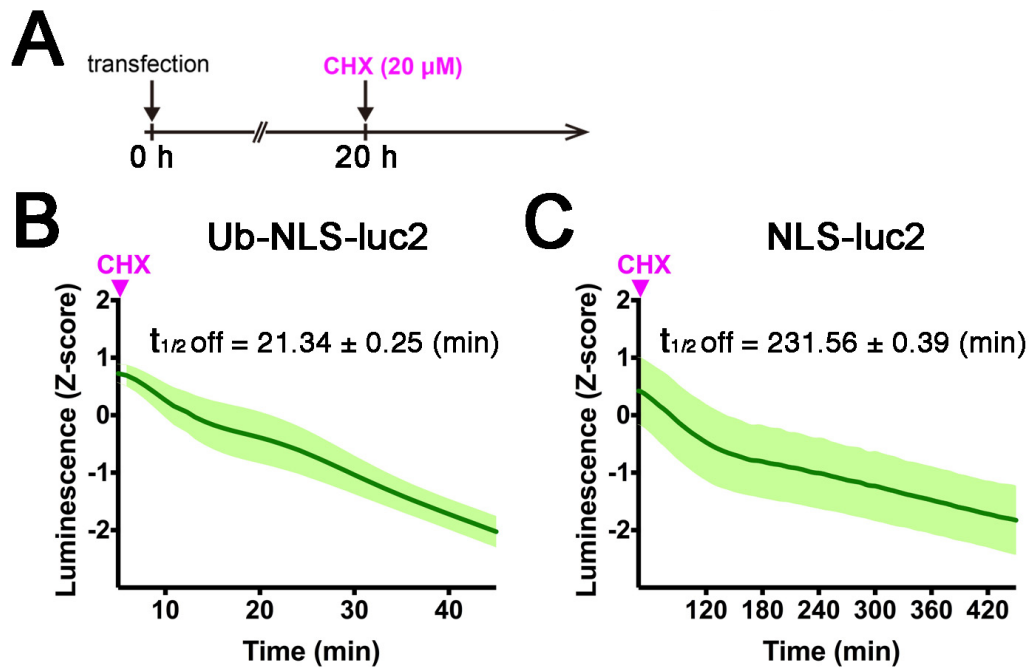 A
transfection
CHX (20 µM)
0 h
20 h
B
Ub-NLS-luc2
CHX
t1/2 off = 21.34 ± 0.25 (min)
Luminescence (Z-score)
2
1
0
-1
-2
10 20 30 40
Time (min)
C
NLS-luc2
CHX
t1/2 off = 231.56 ± 0.39 (min)
Luminescence (Z-score)
2
1
0
-1
-2
120 180 240 300 360 420
Time (min)